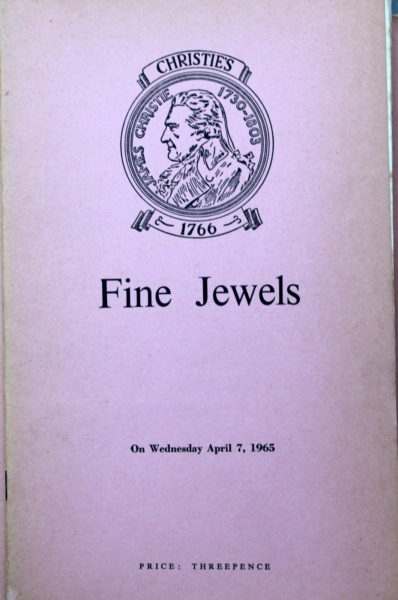 CHRISTIE'S
JAMES CHRISTIE 1730-1803
1766
Fine Jewels
On Wednesday April 7, 1965
PRICE: THREEPENCE